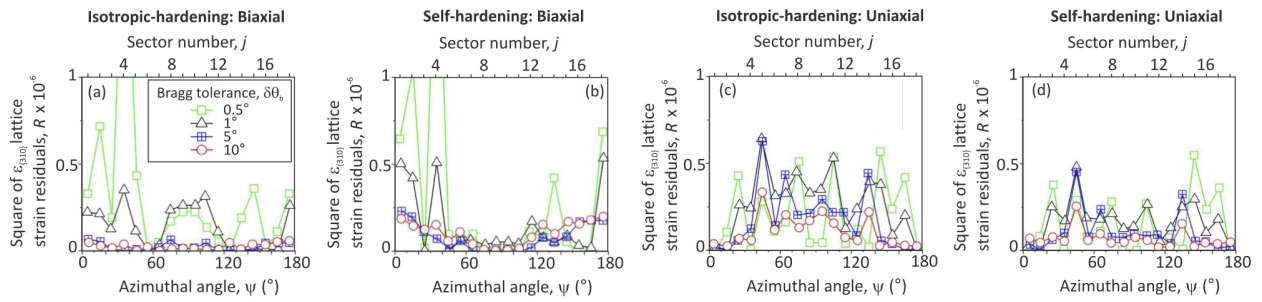 Isotropic-hardening: Biaxial
Sector number, j
4 8 12 16
(a)
Bragg tolerance, δθb
0.5°
1°
5°
10°
1
0.5
0
0 60 120 180
Square of ε{310} lattice
strain residuals, R x 10-6
Azimuthal angle, ψ (°)
Self-hardening: Biaxial
Sector number, j
4 8 12 16
(b)
1
0.5
0
0 60 120 180
Square of ε{310} lattice
strain residuals, R x 10-6
Azimuthal angle, ψ (°)
Isotropic-hardening: Uniaxial
Sector number, j
4 8 12 16
(c)
1
0.5
0
0 60 120 180
Square of ε{310} lattice
strain residuals, R x 10-6
Azimuthal angle, ψ (°)
Self-hardening: Uniaxial
Sector number, j
4 8 12 16
(d)
1
0.5
0
0 60 120 180
Square of ε{310} lattice
strain residuals, R x 10-6
Azimuthal angle, ψ (°)